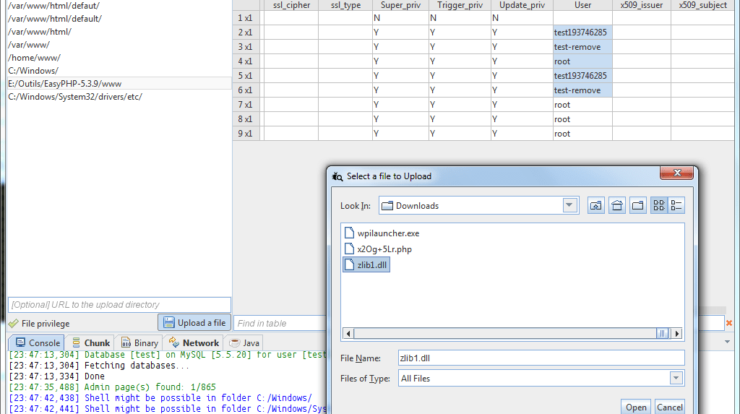 /var/www/html/defaut/
/var/www/html/default/
/var/www/html/
/var/www/
/home/www/
C:/Windows/
E:/Outils/EasyPHP-5.3.9/www
C:/Windows/System32/drivers/etc/
[Optional] URL to the upload directory
File privilege
Upload a file
ssl_cipher ssl_type Super_priv Trigger_priv Update_priv User x509_issuer x509_subject
1 x1 N N N
2 x1 Y Y Y test193746285
3 x1 Y Y Y test-remove
4 x1 Y Y Y root
5 x1 Y Y Y test193746285
6 x1 Y Y Y test-remove
7 x1 Y Y Y root
8 x1 Y Y Y root
9 x1 Y Y Y root
Find in table
Select a file to Upload
Look In: Downloads
wpilauncher.exe
x2Og+5Lr.php
zlib1.dll
File Name: zlib1.dll
Files of Type: All Files
Open Cancel
Console Chunk Binary Network Java
[23:47:13,304] Database [test] on MySQL [5.5.20] for user [test
[23:47:13,304] Fetching databases...
[23:47:13,334] Done
[23:47:35,488] Admin page(s) found: 1/865
[23:47:42,438] Shell might be possible in folder C:/Windows/
[23:47:42,441] Shell might be possible in folder C:/Windows/Sys